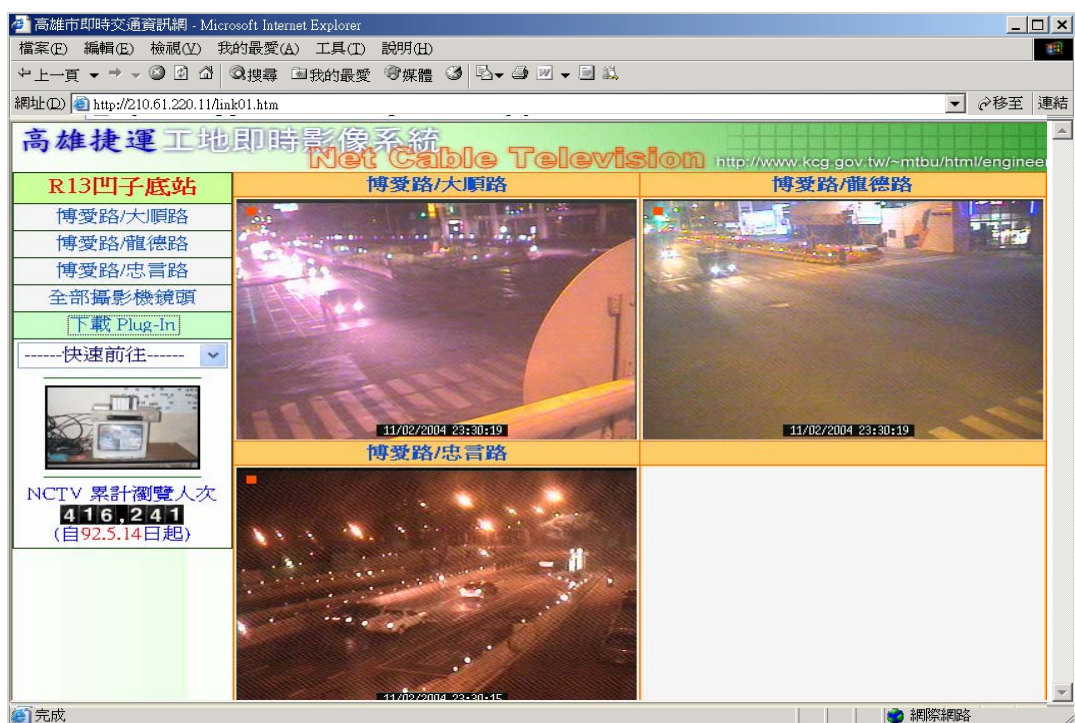 高雄市即時交通資訊網 - Microsoft Internet Explorer
檔案(F) 編輯(E) 檢視(V) 我的最愛(A) 工具(T) 說明(H)
上一頁 搜尋 我的最愛 媒體
網址(D) http://210.61.220.11/link01.htm 移至 連結
高雄捷運工地即時影像系統
Net Cable Television http://www.kcg.gov.tw/~mtbu/html/enginee
R13凹子底站
博愛路/大順路
博愛路/龍德路
博愛路/忠言路
全部攝影機鏡頭
下載 Plug-In
------快速前往------
NCTV 累計瀏覽人次
416,241
(自92.5.14日起)
博愛路/大順路
11/02/2004 23:30:19
博愛路/龍德路
11/02/2004 23:30:19
博愛路/忠言路
11/02/2004 23:30:15
完成
網際網路